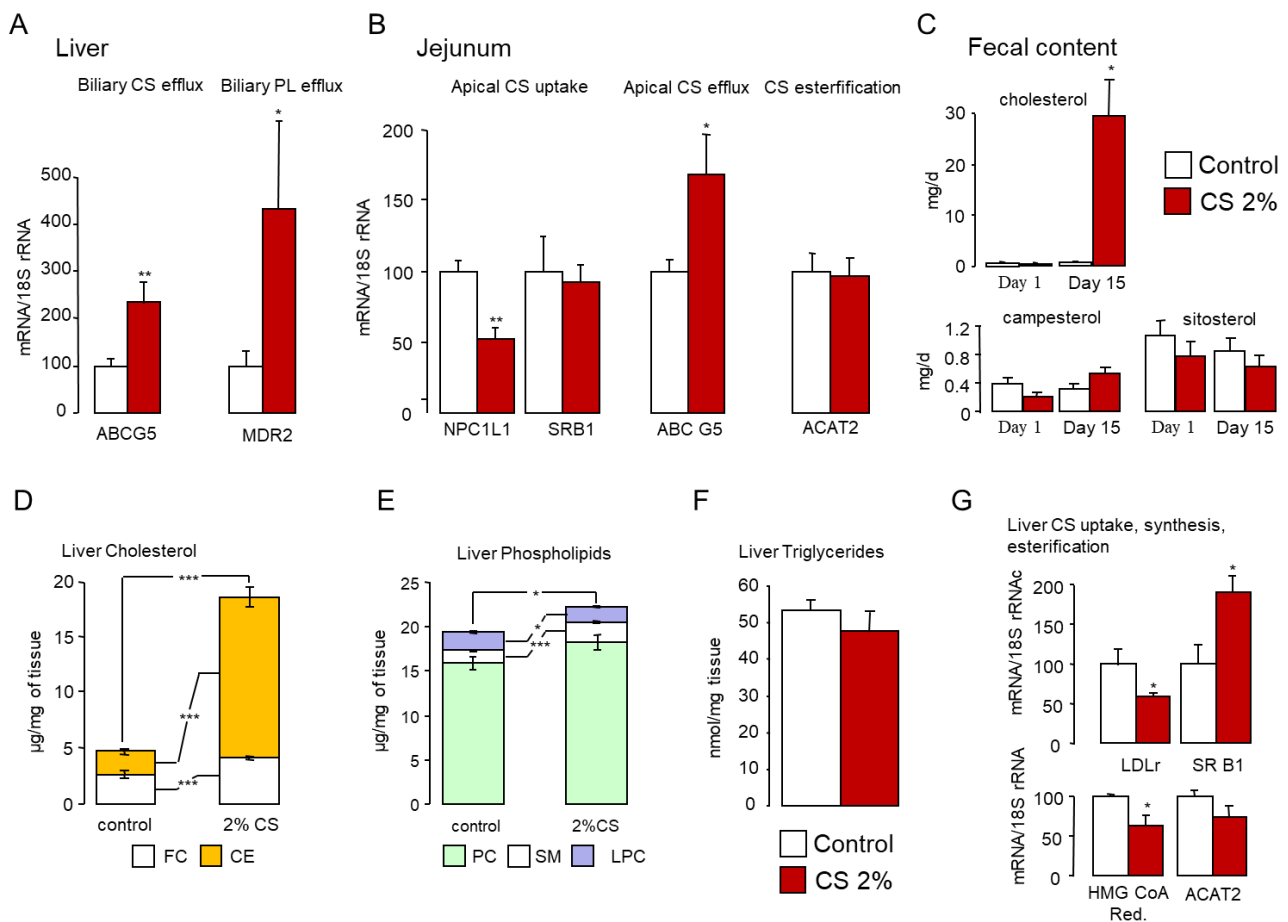 A
Liver
Biliary CS efflux
Biliary PL efflux
mRNA/18S rRNA
500
400
300
200
100
0
**
*
ABCG5
MDR2
B
Jejunum
Apical CS uptake
Apical CS efflux
CS esterfification
mRNA/18S rRNA
200
150
100
50
0
**
*
NPC1L1
SRB1
ABC G5
ACAT2
C
Fecal content
cholesterol
mg/d
30
20
10
0
*
Day 1
Day 15
Control
CS 2%
campesterol
sitosterol
mg/d
1.2
0.8
0.4
0
Day 1
Day 15
Day 1
Day 15
D
Liver Cholesterol
µg/mg of tissue
20
15
10
5
0
***
***
***
control
2% CS
FC
CE
E
Liver Phospholipids
µg/mg of tissue
25
20
15
10
5
0
*
*
***
control
2%CS
PC
SM
LPC
F
Liver Triglycerides
nmol/mg tissue
60
50
40
30
20
10
0
Control
CS 2%
G
Liver CS uptake, synthesis,
esterification
mRNA/18S rRNAc
200
150
100
50
0
*
*
LDLr
SR B1
mRNA/18S rRNA
100
50
0
*
HMG CoA
Red.
ACAT2